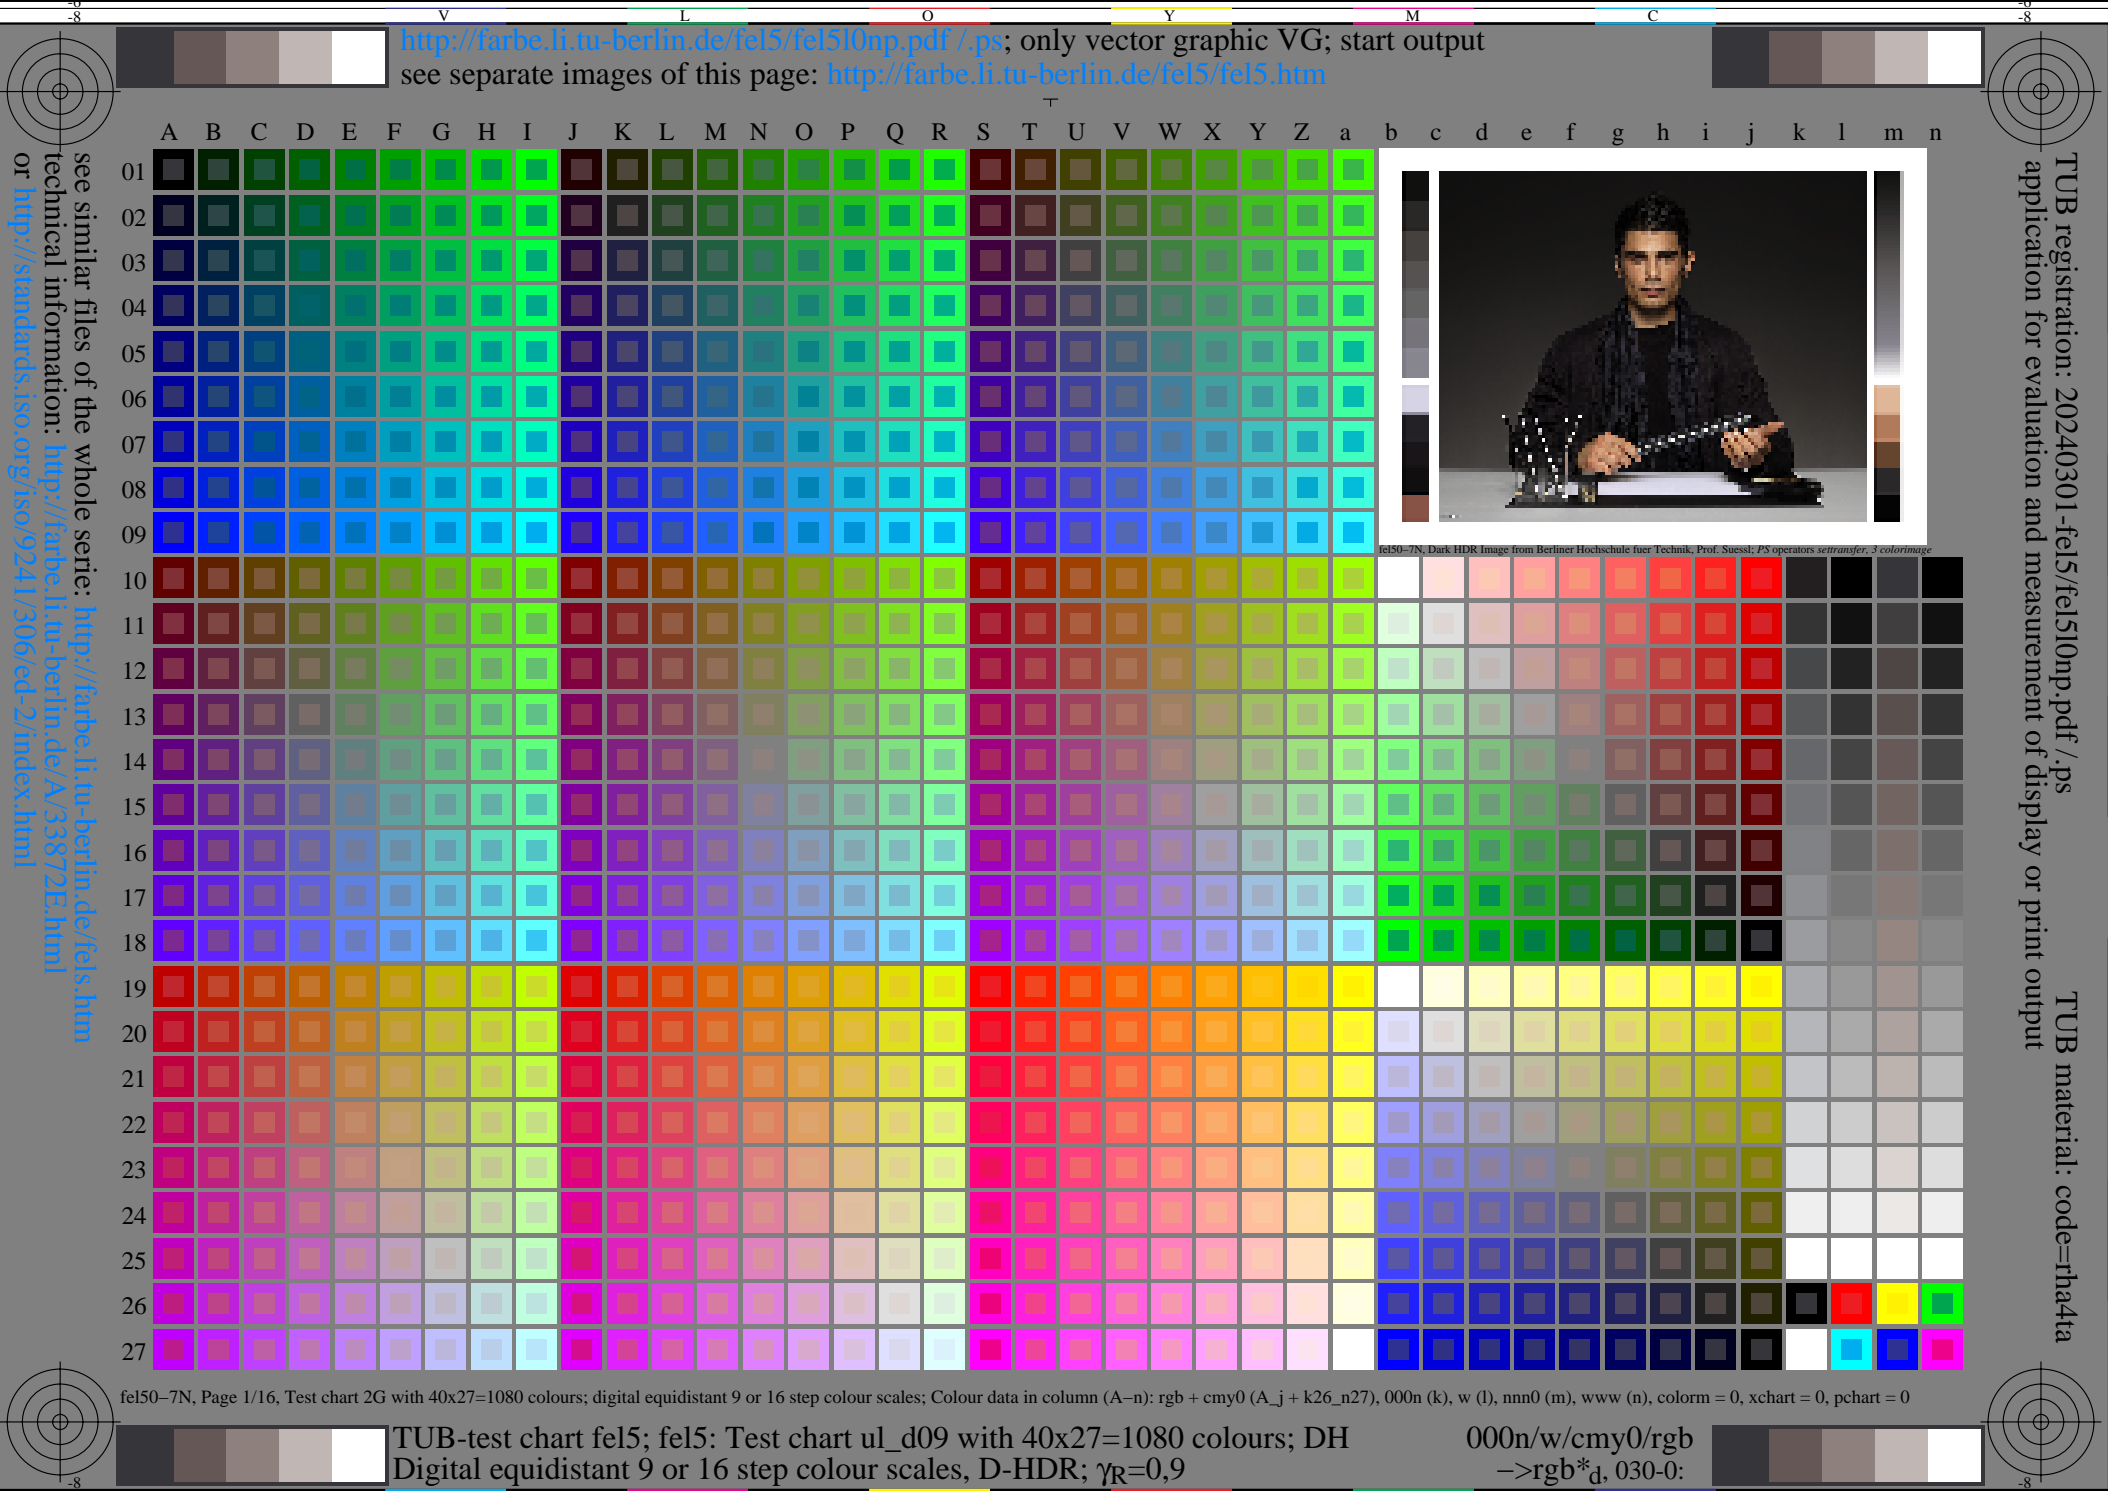 -6
-6
-8
V
L
O
Y
M
C
-8
http://farbe.li.tu-berlin.de/fel5/fel5l0np.pdf /.ps; only vector graphic VG; start output
see separate images of this page: http://farbe.li.tu-berlin.de/fel5/fel5.htm
A B C D E F G H I J K L M N O P Q R S T U V W X Y Z a b c d e f g h i j k l m n
01
02
03
04
05
06
07
08
09
fel50–7N, Dark HDR Image from Berliner Hochschule fuer Technik, Prof. Suessl; PS operators settransfer, 3 colorimage
10
11
12
13
14
15
16
17
18
19
20
21
22
23
24
25
26
27
see similar files of the whole serie: http://farbe.li.tu-berlin.de/fels.htm
technical information: http://farbe.li.tu-berlin.de/A/33872E.html
or http://standards.iso.org/iso/9241/306/ed-2/index.html
TUB registration: 20240301-fel5/fel5l0np.pdf /.ps
application for evaluation and measurement of display or print output
TUB material: code=rha4ta
fel50–7N, Page 1/16, Test chart 2G with 40x27=1080 colours; digital equidistant 9 or 16 step colour scales; Colour data in column (A–n): rgb + cmy0 (A_j + k26_n27), 000n (k), w (l), nnn0 (m), www (n), colorm = 0, xchart = 0, pchart = 0
TUB-test chart fel5; fel5: Test chart ul_d09 with 40x27=1080 colours; DH
000n/w/cmy0/rgb
Digital equidistant 9 or 16 step colour scales, D-HDR; γR=0,9
–>rgb*d, 030-0:
-8
-8